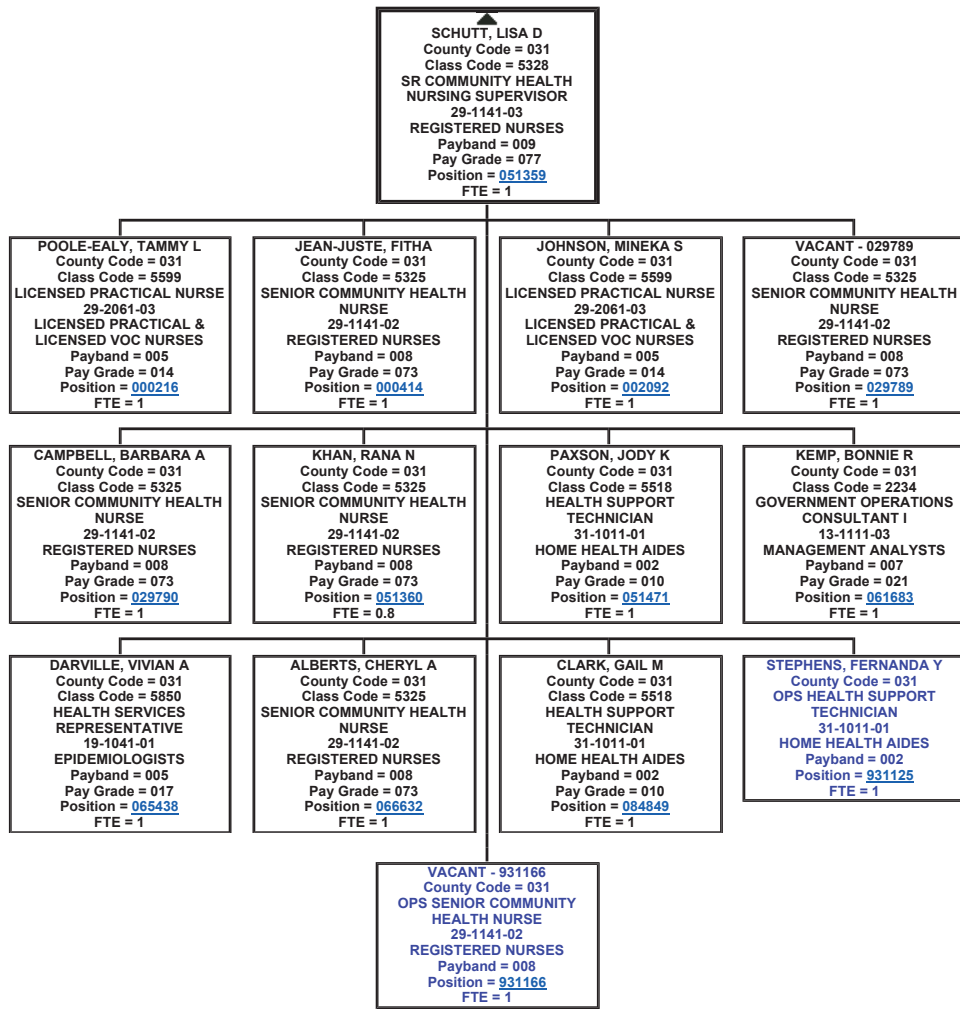 SCHUTT, LISA D
County Code = 031
Class Code = 5328
SR COMMUNITY HEALTH
NURSING SUPERVISOR
29-1141-03
REGISTERED NURSES
Payband = 009
Pay Grade = 077
Position = 051359
FTE = 1
POOLE-EALY, TAMMY L
County Code = 031
Class Code = 5599
LICENSED PRACTICAL NURSE
29-2061-03
LICENSED PRACTICAL &
LICENSED VOC NURSES
Payband = 005
Pay Grade = 014
Position = 000216
FTE = 1
JEAN-JUSTE, FITHA
County Code = 031
Class Code = 5325
SENIOR COMMUNITY HEALTH
NURSE
29-1141-02
REGISTERED NURSES
Payband = 008
Pay Grade = 073
Position = 000414
FTE = 1
JOHNSON, MINEKA S
County Code = 031
Class Code = 5599
LICENSED PRACTICAL NURSE
29-2061-03
LICENSED PRACTICAL &
LICENSED VOC NURSES
Payband = 005
Pay Grade = 014
Position = 002092
FTE = 1
VACANT - 029789
County Code = 031
Class Code = 5325
SENIOR COMMUNITY HEALTH
NURSE
29-1141-02
REGISTERED NURSES
Payband = 008
Pay Grade = 073
Position = 029789
FTE = 1
CAMPBELL, BARBARA A
County Code = 031
Class Code = 5325
SENIOR COMMUNITY HEALTH
NURSE
29-1141-02
REGISTERED NURSES
Payband = 008
Pay Grade = 073
Position = 029790
FTE = 1
KHAN, RANA N
County Code = 031
Class Code = 5325
SENIOR COMMUNITY HEALTH
NURSE
29-1141-02
REGISTERED NURSES
Payband = 008
Pay Grade = 073
Position = 051360
FTE = 0.8
PAXSON, JODY K
County Code = 031
Class Code = 5518
HEALTH SUPPORT
TECHNICIAN
31-1011-01
HOME HEALTH AIDES
Payband = 002
Pay Grade = 010
Position = 051471
FTE = 1
KEMP, BONNIE R
County Code = 031
Class Code = 2234
GOVERNMENT OPERATIONS
CONSULTANT I
13-1111-03
MANAGEMENT ANALYSTS
Payband = 007
Pay Grade = 021
Position = 061683
FTE = 1
DARVILLE, VIVIAN A
County Code = 031
Class Code = 5850
HEALTH SERVICES
REPRESENTATIVE
19-1041-01
EPIDEMIOLOGISTS
Payband = 005
Pay Grade = 017
Position = 065438
FTE = 1
ALBERTS, CHERYL A
County Code = 031
Class Code = 5325
SENIOR COMMUNITY HEALTH
NURSE
29-1141-02
REGISTERED NURSES
Payband = 008
Pay Grade = 073
Position = 066632
FTE = 1
CLARK, GAIL M
County Code = 031
Class Code = 5518
HEALTH SUPPORT
TECHNICIAN
31-1011-01
HOME HEALTH AIDES
Payband = 002
Pay Grade = 010
Position = 084849
FTE = 1
STEPHENS, FERNANDA Y
County Code = 031
OPS HEALTH SUPPORT
TECHNICIAN
31-1011-01
HOME HEALTH AIDES
Payband = 002
Position = 931125
FTE = 1
VACANT - 931166
County Code = 031
OPS SENIOR COMMUNITY
HEALTH NURSE
29-1141-02
REGISTERED NURSES
Payband = 008
Position = 931166
FTE = 1